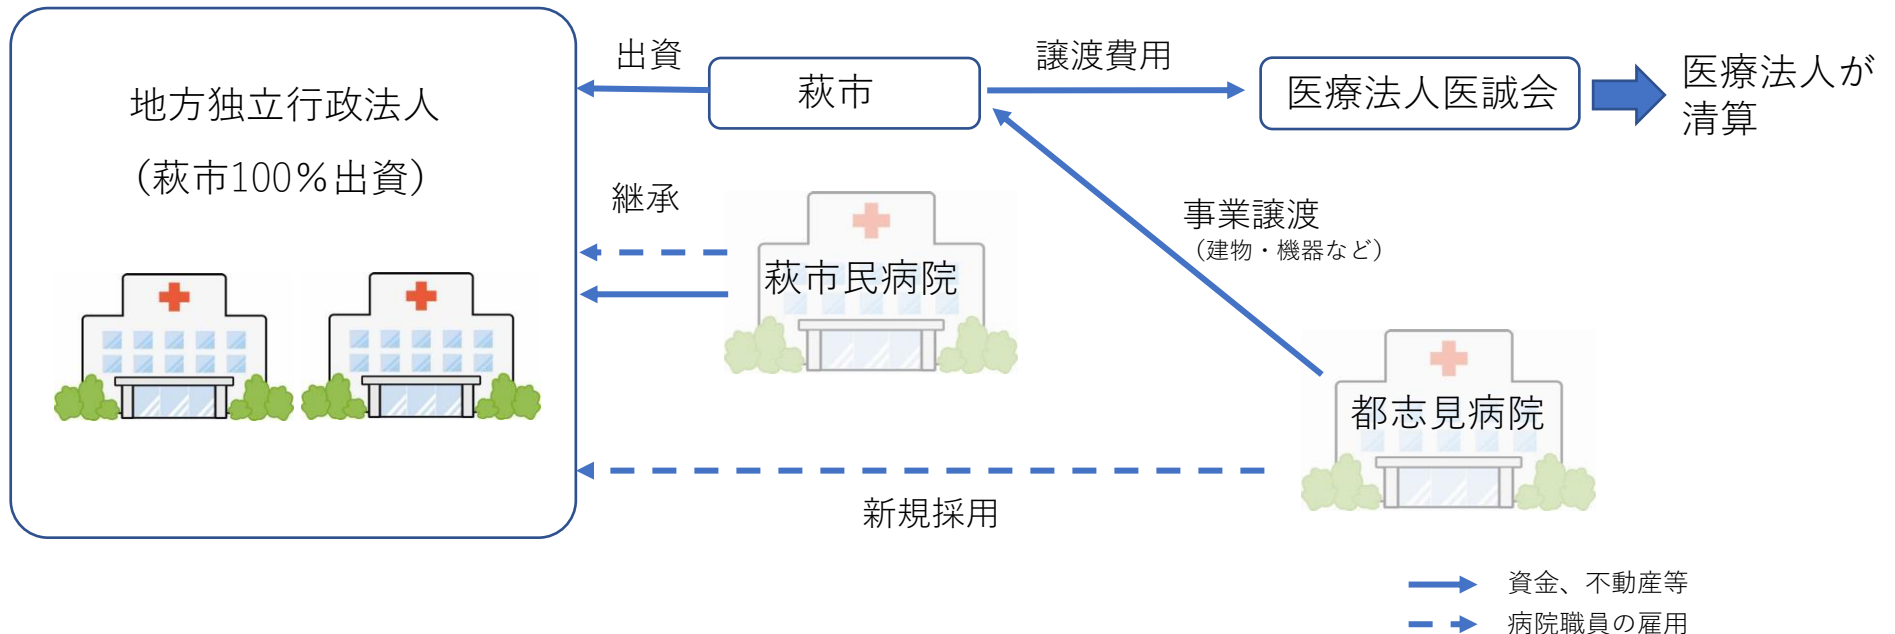 地方独立行政法人
（萩市100％出資）
出資
萩市
譲渡費用
医療法人医誠会
医療法人が
清算
継承
萩市民病院
事業譲渡
（建物・機器など）
都志見病院
新規採用
資金、不動産等
病院職員の雇用